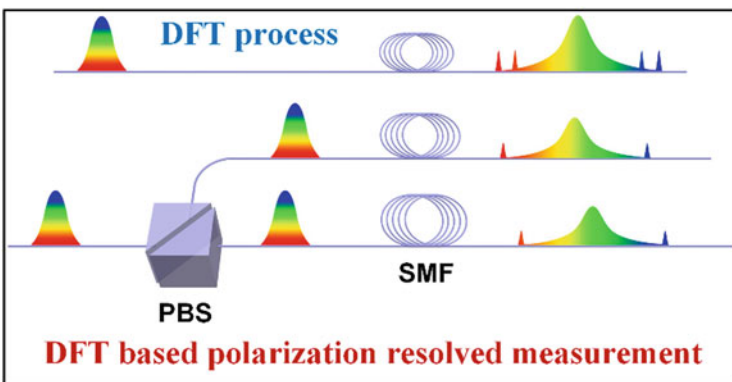 DFT process
SMF
PBS
DFT based polarization resolved measurement